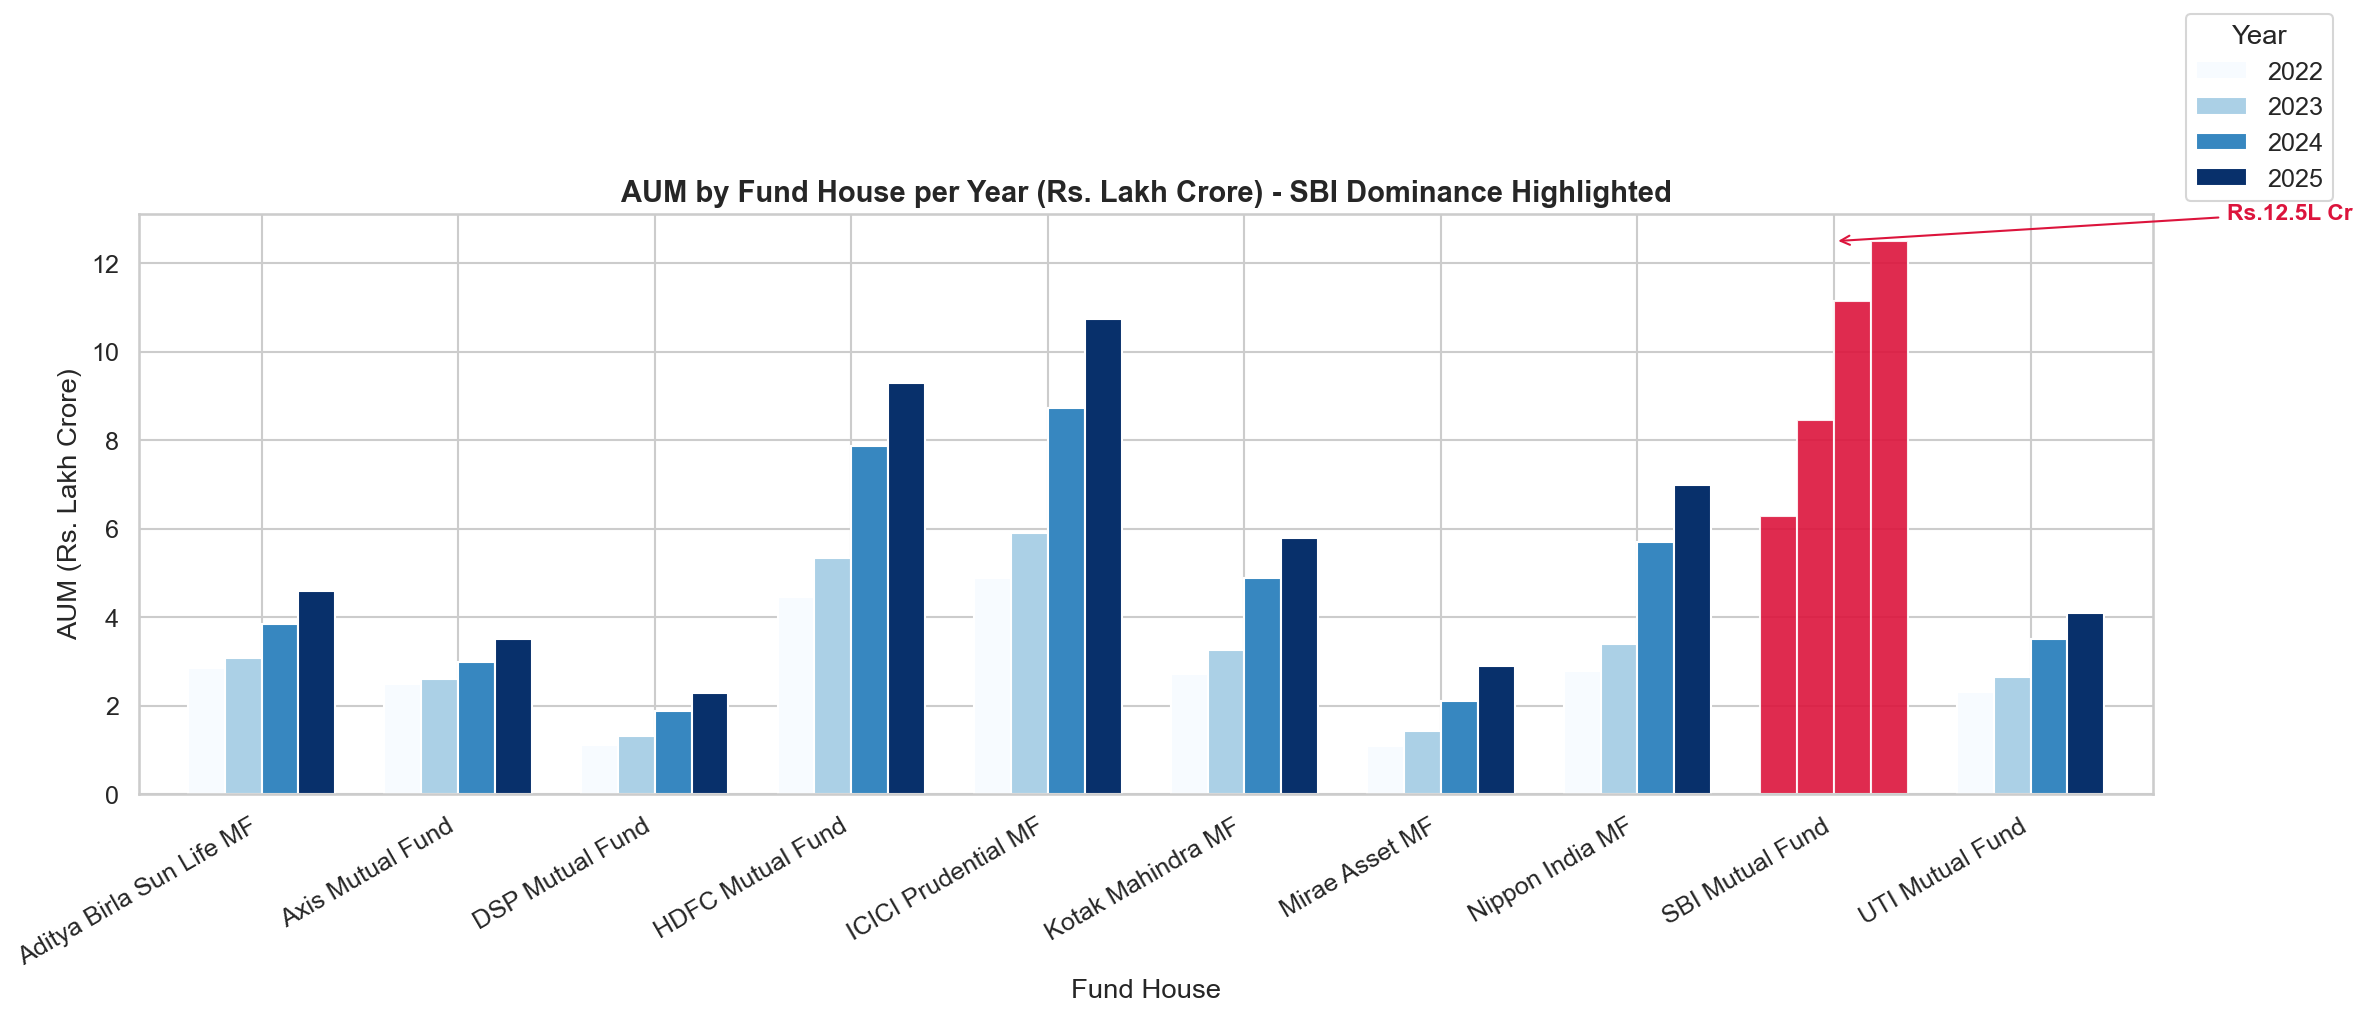 Year
2022
2023
2024
2025
AUM by Fund House per Year (Rs. Lakh Crore) - SBI Dominance Highlighted
Rs.12.5L Cr
AUM (Rs. Lakh Crore)
12
10
8
6
4
2
0
Aditya Birla Sun Life MF
Axis Mutual Fund
DSP Mutual Fund
HDFC Mutual Fund
ICICI Prudential MF
Kotak Mahindra MF
Mirae Asset MF
Nippon India MF
SBI Mutual Fund
UTI Mutual Fund
Fund House